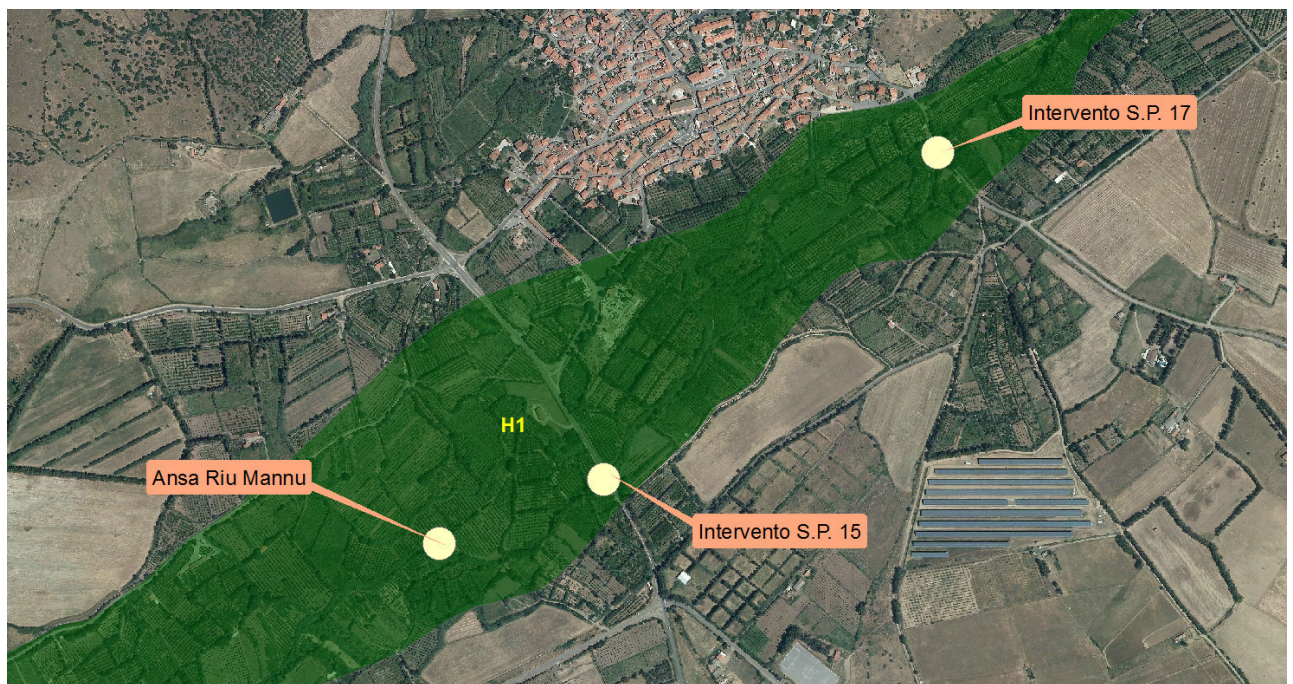 Intervento S.P. 17
H1
Ansa Riu Mannu
Intervento S.P. 15